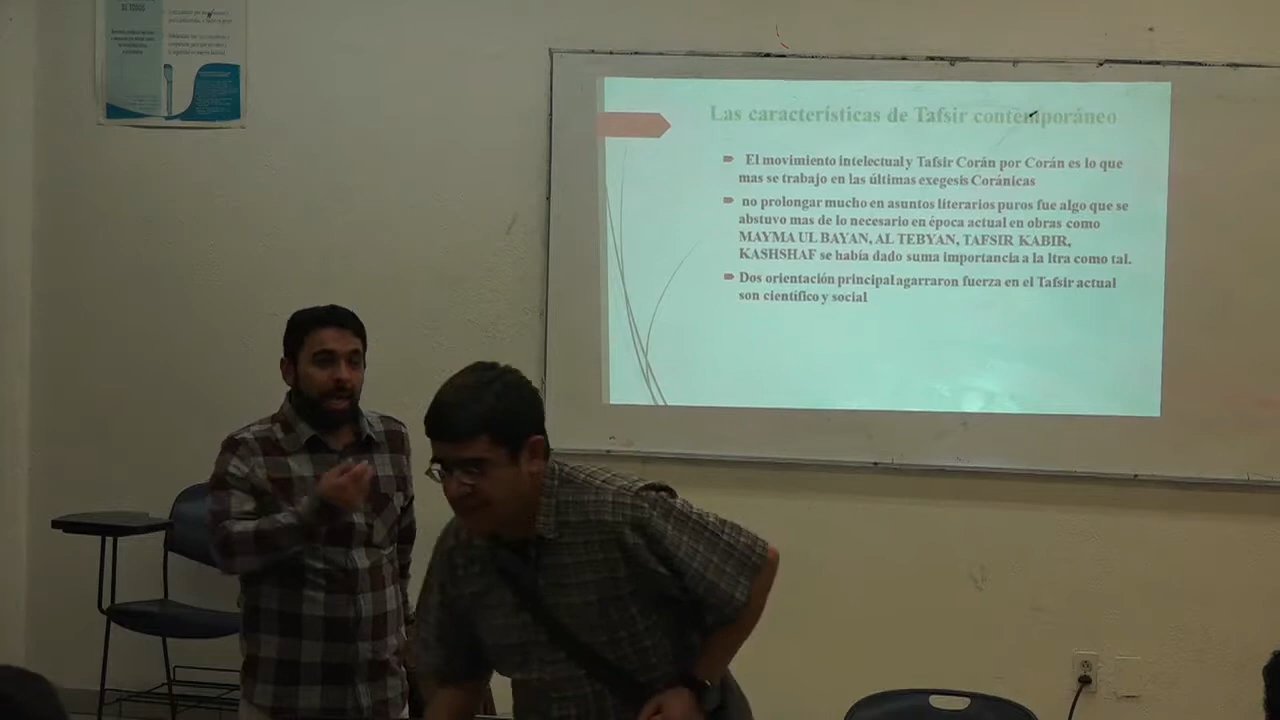 DE TODOS
Las características de Tafsir contemporáneo
El movimiento intelectual y Tafsir Corán por Corán es lo que
mas se trabajo en las últimas exegesis Coránicas
no prolongar mucho en asuntos literarios puros fue algo que se
abstuvo mas de lo necesario en época actual en obras como
MAYMA UL BAYAN, AL TEBYAN, TAFSIR KABIR,
KASHSHAF se había dado suma importancia a la ltra como tal.
Dos orientación principal agarraron fuerza en el Tafsir actual
son científico y social